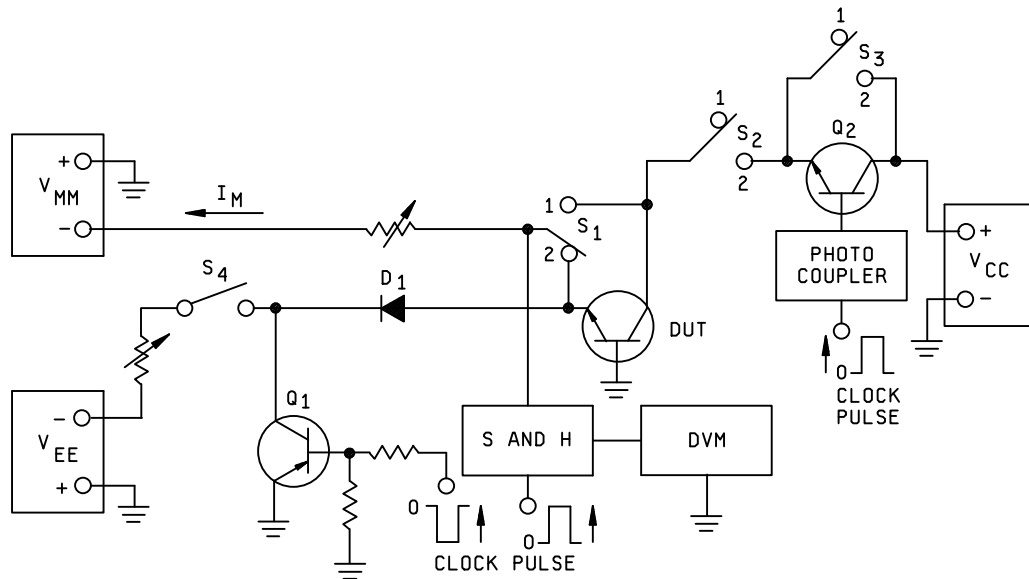 1
S3
2
Q2
1
S2
2
+
VMM
-
IM
1
S1
2
PHOTO
COUPLER
+
VCC
-
S4
D1
DUT
0
CLOCK
PULSE
Q1
-
VEE
+
S AND H
DVM
0
0
CLOCK PULSE